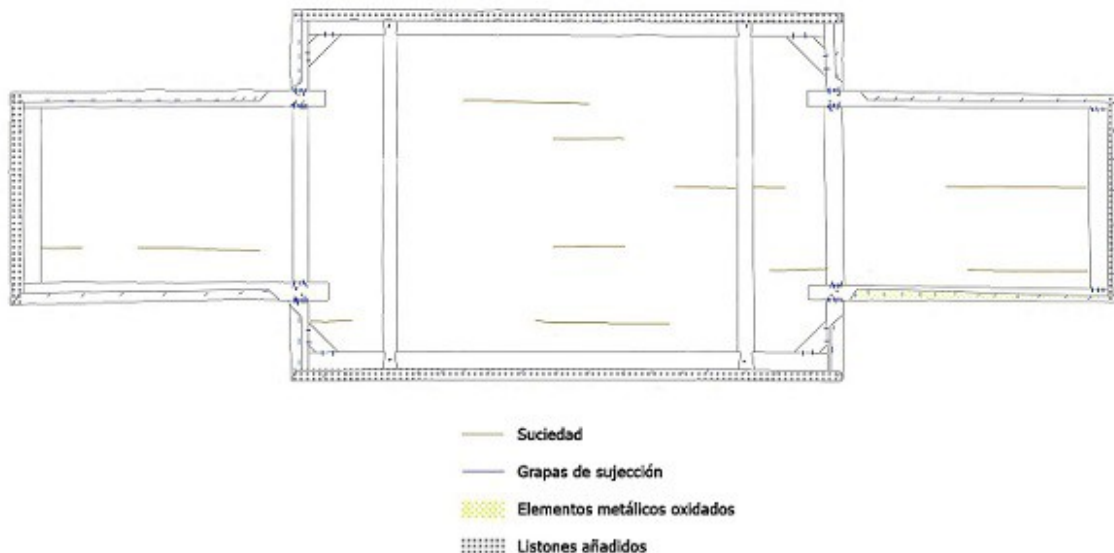 Suciedad
Grapas de sujección
Elementos metálicos oxidados
Listones añadidos